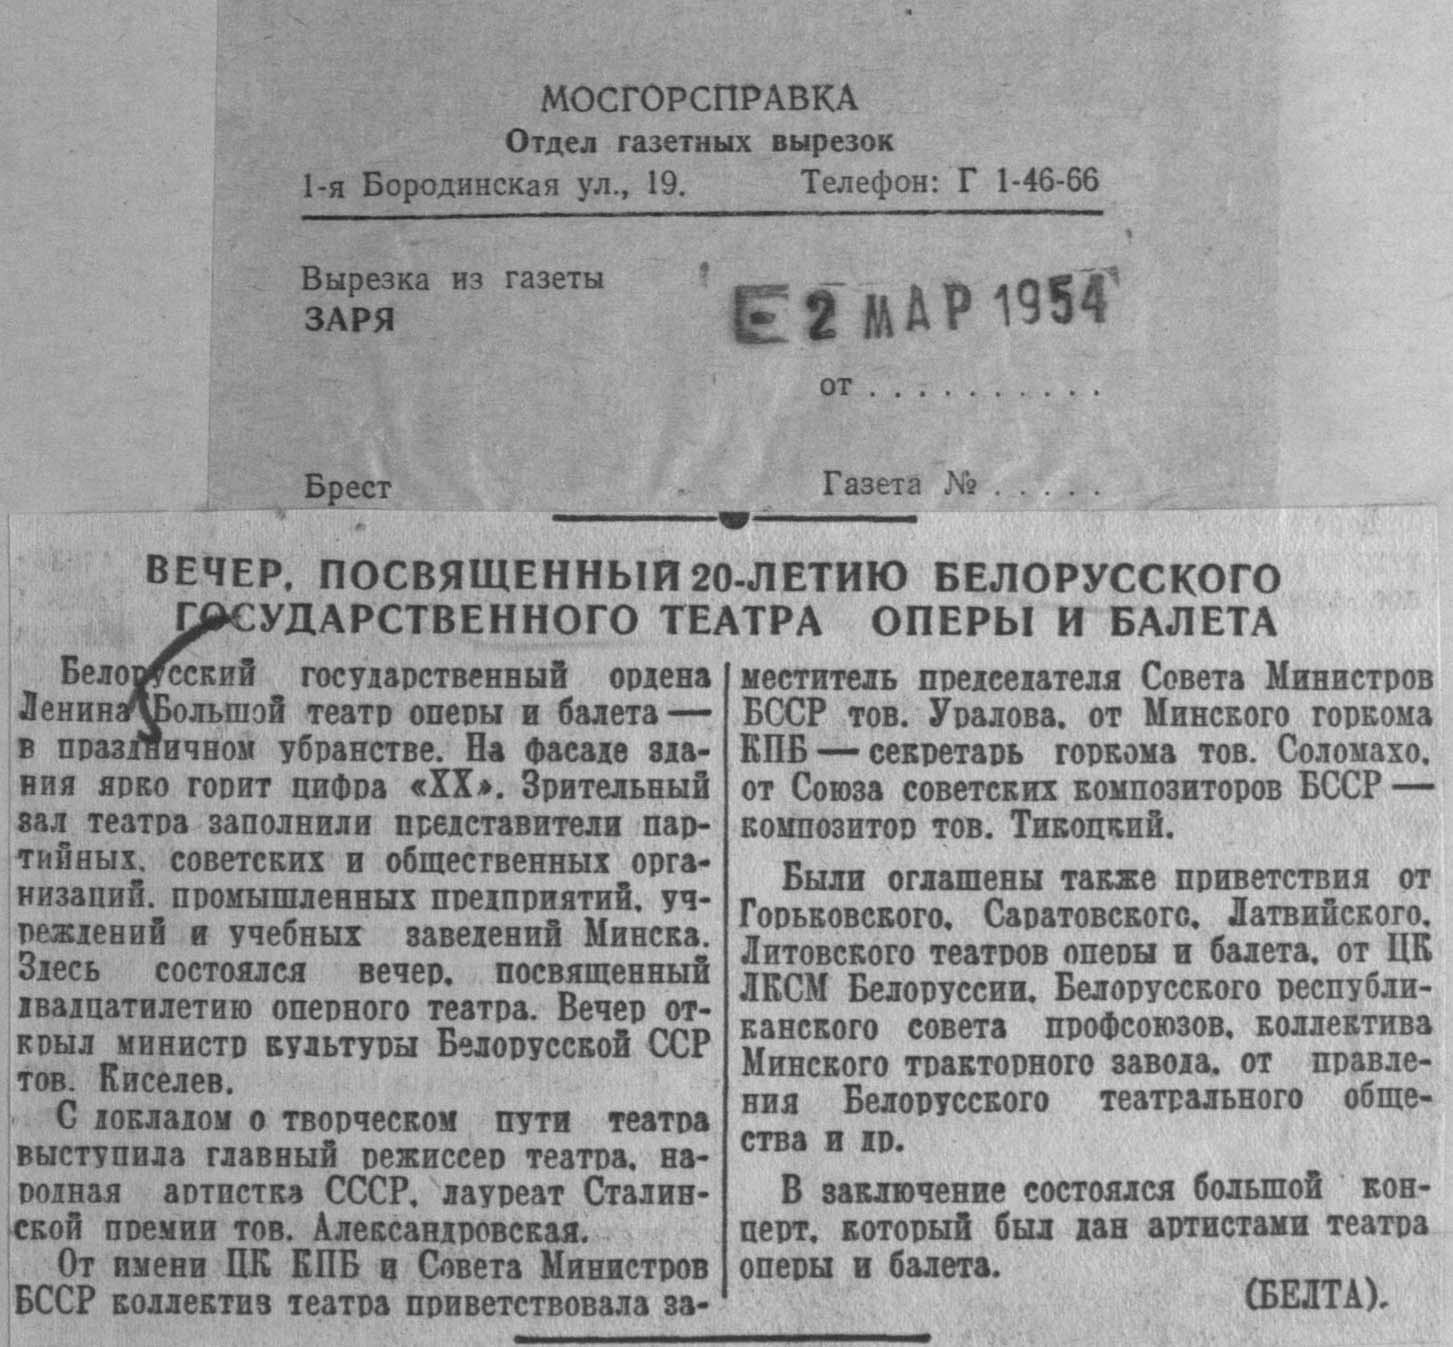 МОСГОРСПРАВКА
Отдел газетных вырезок
1-я Бородинская ул., 19. Телефон: Г 1-46-66
Вырезка из газеты
ЗАРЯ
- 2 МАР 1954
от . . . . . . . . . .
Брест
Газета № . . . . .
ВЕЧЕР, ПОСВЯЩЕННЫЙ 20-ЛЕТИЮ БЕЛОРУССКОГО
ГОСУДАРСТВЕННОГО ТЕАТРА ОПЕРЫ И БАЛЕТА
Белорусский государственный ордена
Ленина Большой театр оперы и балета —
в праздничном убранстве. На фасаде зда-
ния ярко горит цифра «XX». Зрительный
зал театра заполнили представители пар-
тийных, советских и общественных орга-
низаций, промышленных предприятий, уч-
реждений и учебных заведений Минска.
Здесь состоялся вечер, посвященный
двадцатилетию оперного театра. Вечер от-
крыл министр культуры Белорусской ССР
тов. Киселев.
С докладом о творческом пути театра
выступила главный режиссер театра, на-
родная артистка СССР, лауреат Сталин-
ской премии тов. Александровская.
От имени ЦК КПБ и Совета Министров
БССР коллектив театра приветствовала за-
меститель председателя Совета Министров
БССР тов. Уралова, от Минского горкома
КПБ — секретарь горкома тов. Соломахо,
от Союза советских композиторов БССР —
композитор тов. Тикоцкий.
Были оглашены также приветствия от
Горьковского, Саратовского, Латвийского,
Литовского театров оперы и балета, от ЦК
ЛКСМ Белоруссии, Белорусского республи-
канского совета профсоюзов, коллектива
Минского тракторного завода, от правле-
ния Белорусского театрального обще-
ства и др.
В заключение состоялся большой кон-
церт, который был дан артистами театра
оперы и балета.
(БЕЛТА).